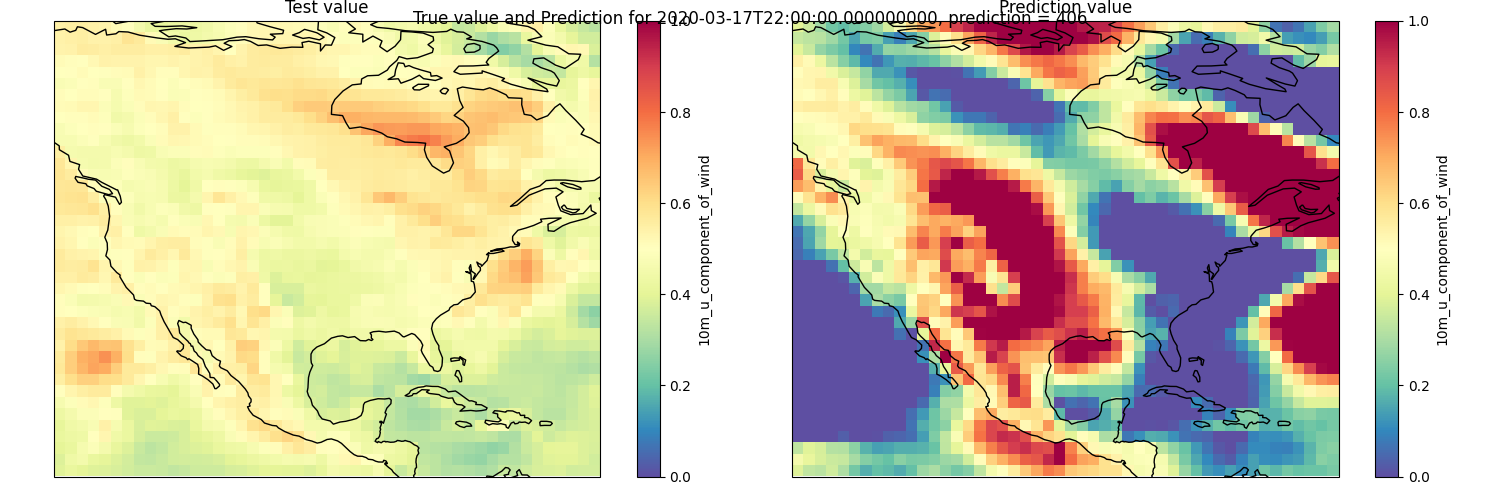 Test value
Prediction value
True value and Prediction for 2020-03-17T22:00:00.000000000, prediction = 406
1.0
0.8
0.6
0.4
0.2
0.0
10m_u_component_of_wind
1.0
0.8
0.6
0.4
0.2
0.0
10m_u_component_of_wind